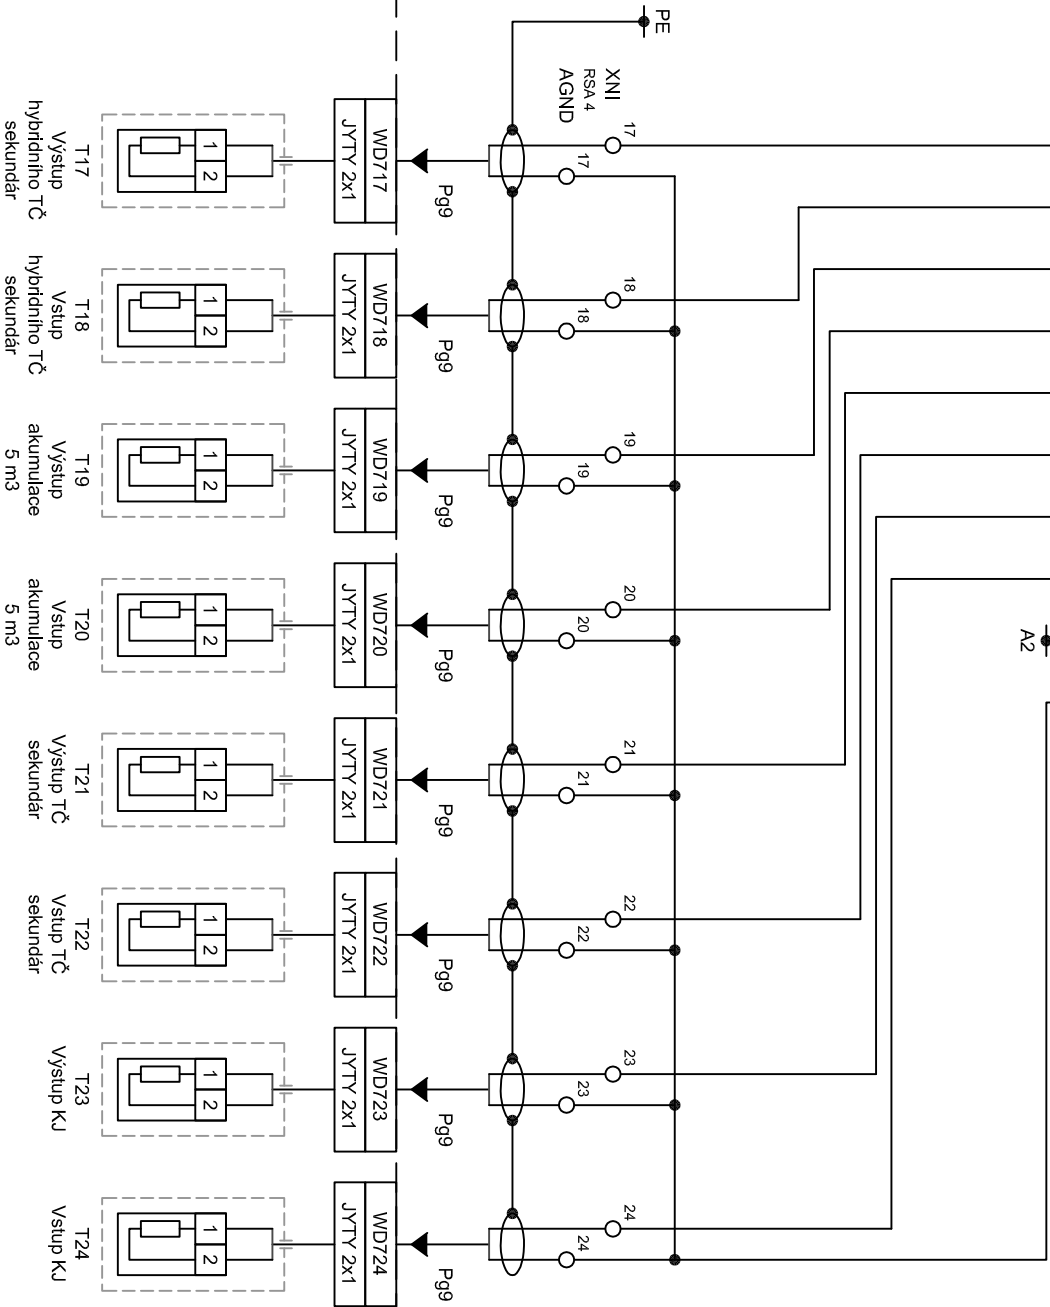 PE
XNI
RSA 4
AGND
17
17
Pg9
WD717
JYTY 2x1
1
2
T17
Výstup
hybridního TČ
sekundár
18
18
Pg9
WD718
JYTY 2x1
1
2
T18
Vstup
hybridního TČ
sekundár
19
19
Pg9
WD719
JYTY 2x1
1
2
T19
Výstup
akumulace
5 m3
A2
20
20
Pg9
WD720
JYTY 2x1
1
2
T20
Vstup
akumulace
5 m3
21
21
Pg9
WD721
JYTY 2x1
1
2
T21
Výstup TČ
sekundár
22
22
Pg9
WD722
JYTY 2x1
1
2
T22
Vstup TČ
sekundár
23
23
Pg9
WD723
JYTY 2x1
1
2
T23
Výstup KJ
24
24
Pg9
WD724
JYTY 2x1
1
2
T24
Vstup KJ